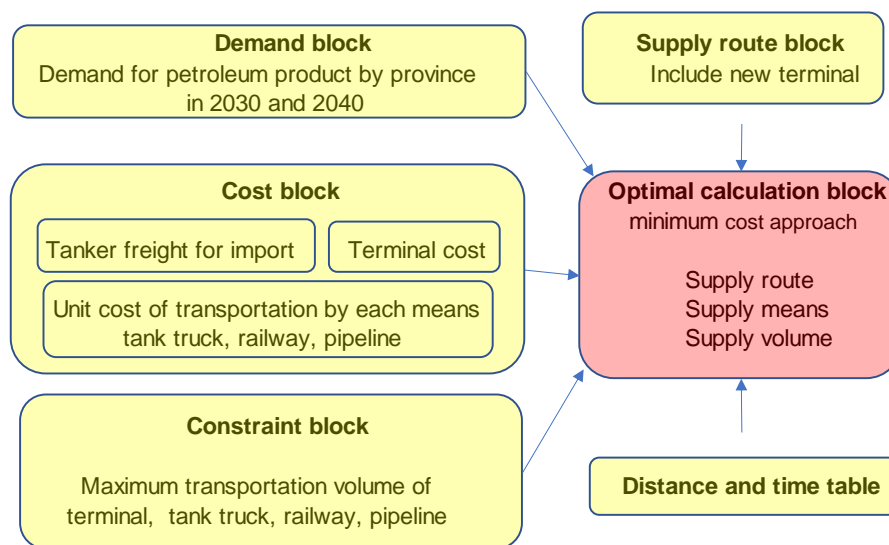 Demand block
Demand for petroleum product by province
in 2030 and 2040
Supply route block
Include new terminal
Cost block
Tanker freight for import
Terminal cost
Unit cost of transportation by each means
tank truck, railway, pipeline
Optimal calculation block
minimum cost approach
Supply route
Supply means
Supply volume
Constraint block
Maximum transportation volume of
terminal, tank truck, railway, pipeline
Distance and time table